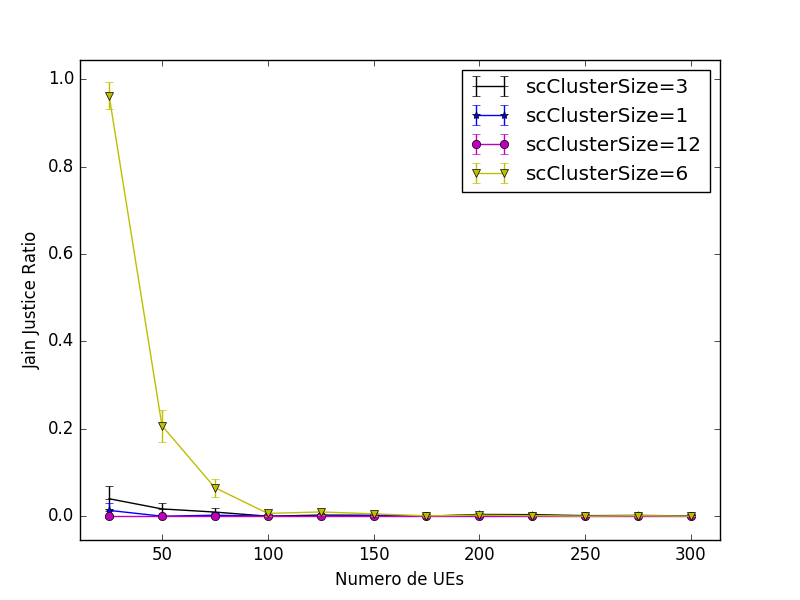 scClusterSize=3
scClusterSize=1
scClusterSize=12
scClusterSize=6
1.0
0.8
0.6
0.4
0.2
0.0
Jain Justice Ratio
50 100 150 200 250 300
Numero de UEs